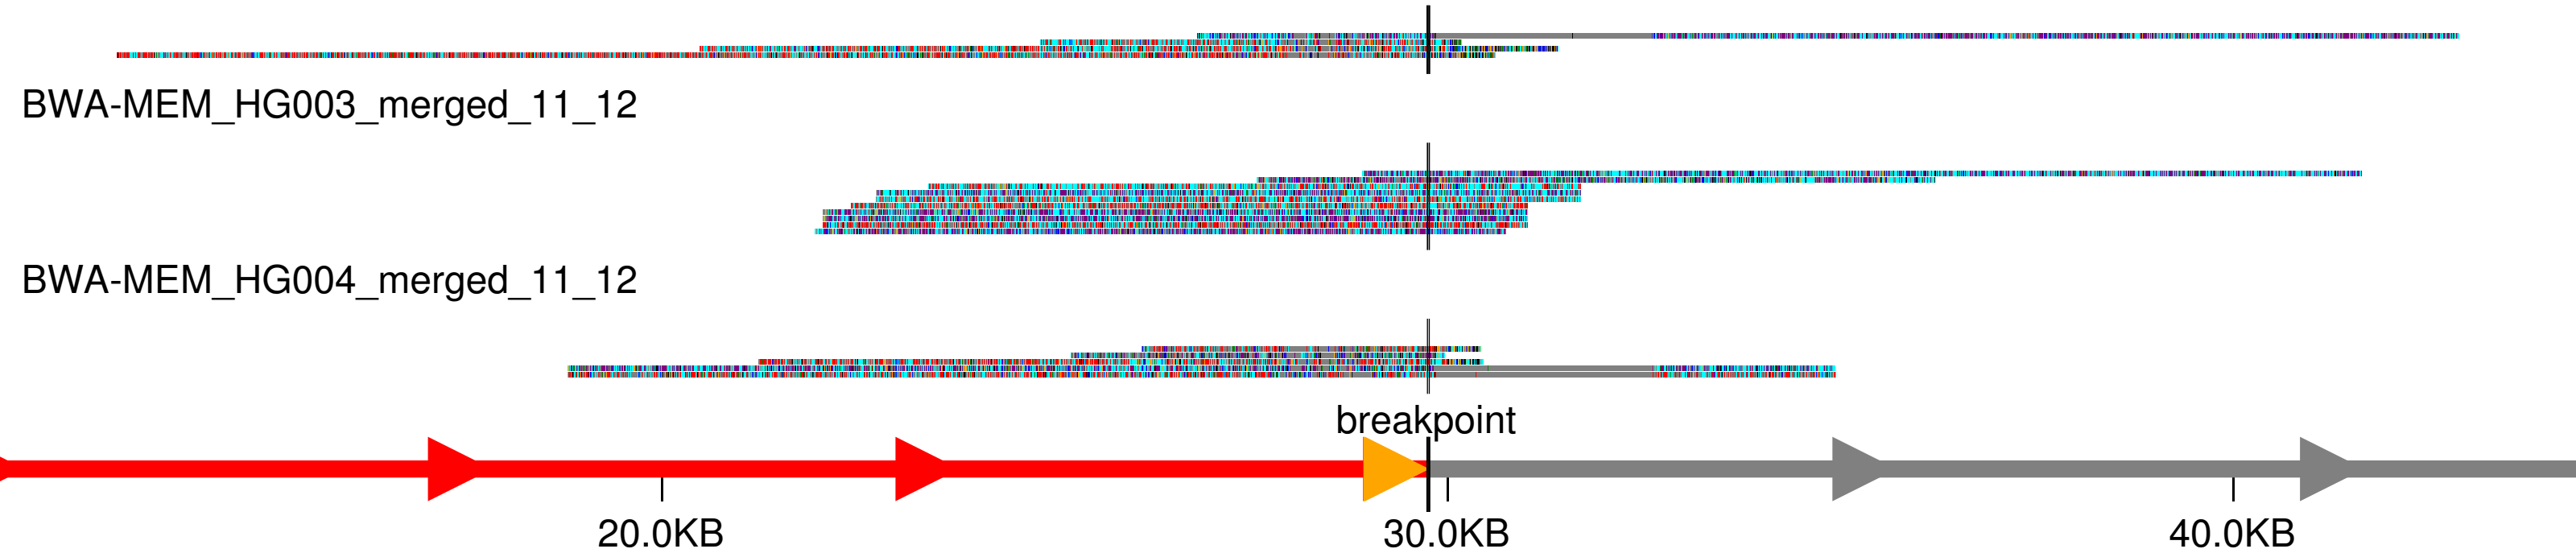 BWA-MEM_HG003_merged_11_12
BWA-MEM_HG004_merged_11_12
breakpoint
20.0KB 30.0KB 40.0KB